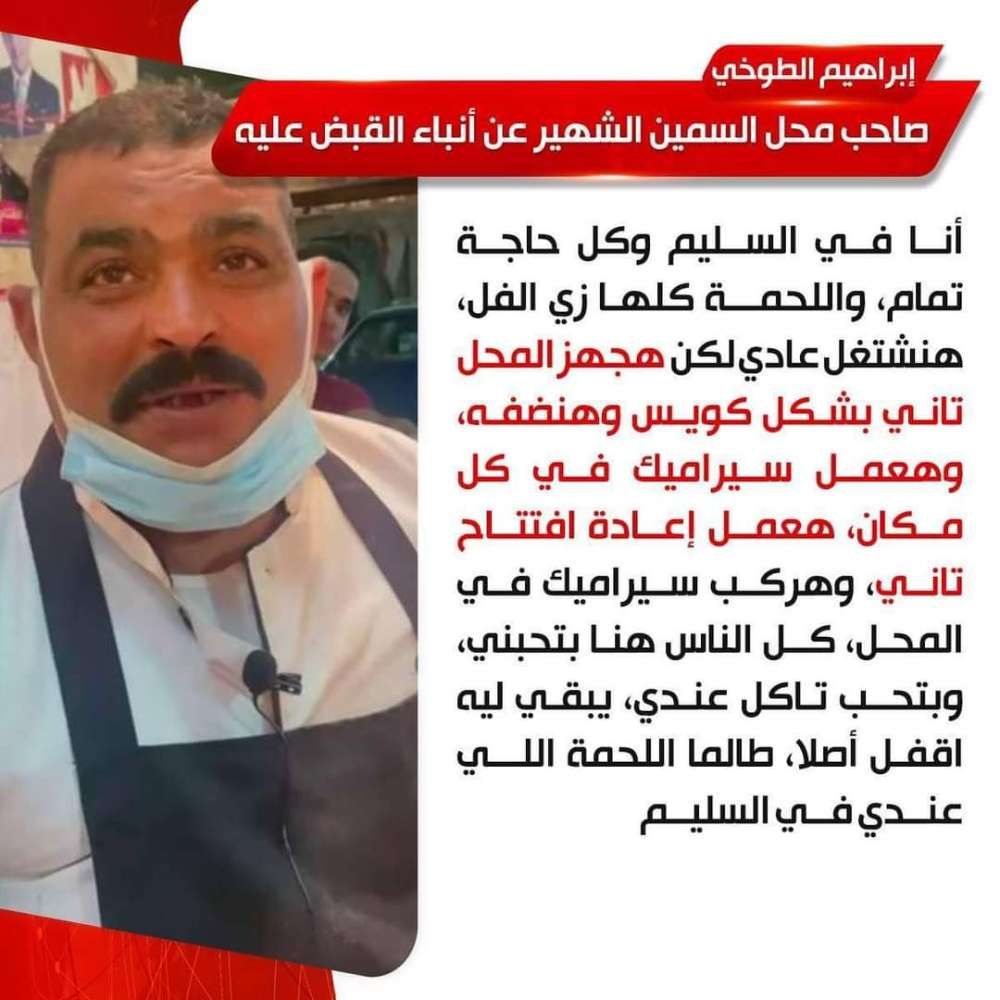 إبراهيم الطوخي
صاحب محل السمين الشهير عن أنباء القبض عليه
أنا في السليم وكل حاجة
تمام، واللحمة كلها زي الفل،
هنشتغل عادي لكن هجهز المحل
تاني بشكل كويس وهنضفه،
وهعمل سيراميك في كل
مكان، هعمل إعادة افتتاح
تاني، وهركب سيراميك في
المحل، كل الناس هنا بتحبني،
وبتحب تاكل عندي، يبقي ليه
اقفل أصلا، طالما اللحمة اللي
عندي في السليم